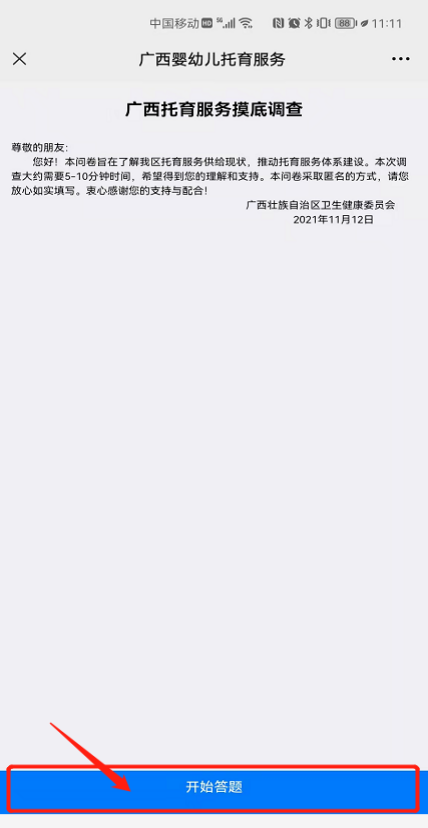 中国移动 HD 5G 88 11:11
广西婴幼儿托育服务
广西托育服务摸底调查
尊敬的朋友:
您好！本问卷旨在了解我区托育服务供给现状，推动托育服务体系建设。本次调
查大约需要5-10分钟时间，希望得到您的理解和支持。本问卷采取匿名的方式，请您
放心如实填写。衷心感谢您的支持与配合！
广西壮族自治区卫生健康委员会
2021年11月12日
开始答题